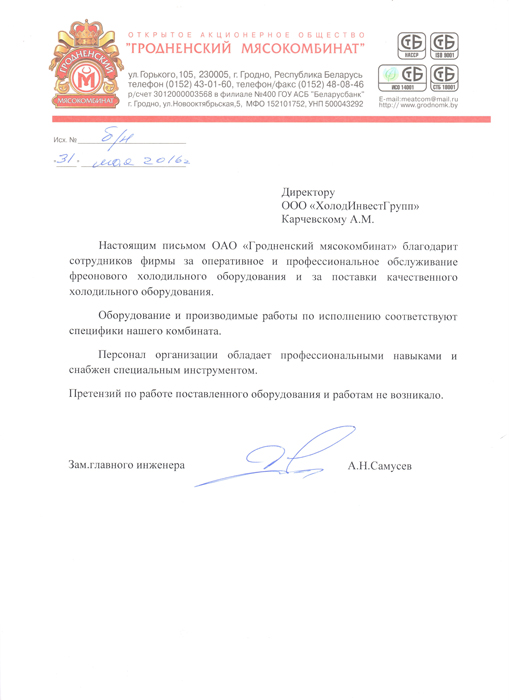 ОТКРЫТОЕ АКЦИОНЕРНОЕ ОБЩЕСТВО
"ГРОДНЕНСКИЙ МЯСОКОМБИНАТ"
ул. Горького,105, 230005, г. Гродно, Республика Беларусь
телефон (0152) 43-01-60, телефон/факс (0152) 48-08-46
р/счет 3012000003568 в филиале №400 ГОУ АСБ "Беларусбанк"
г. Гродно, ул.Новооктябрьская,5, МФО 152101752, УНП 500043292
ГРОДНЕНСКИЙ
М
МЯСОКОМБИНАТ
СТБ
НАССР
СТБ
ISO 9001
СТБ
ИСО 14001
СТБ
СТБ 18001
E-mail:meatcom@mail.ru
http:// www.grodnomk.by
Исх. № б/н
31. мая 2016г
Директору
ООО «ХолодИнвестГрупп»
Карчевскому А.М.
Настоящим письмом ОАО «Гродненский мясокомбинат» благодарит
сотрудников фирмы за оперативное и профессиональное обслуживание
фреонового холодильного оборудования и за поставки качественного
холодильного оборудования.
Оборудование и производимые работы по исполнению соответствуют
специфики нашего комбината.
Персонал организации обладает профессиональными навыками и
снабжен специальным инструментом.
Претензий по работе поставленного оборудования и работам не возникало.
Зам.главного инженера А.Н.Самусев